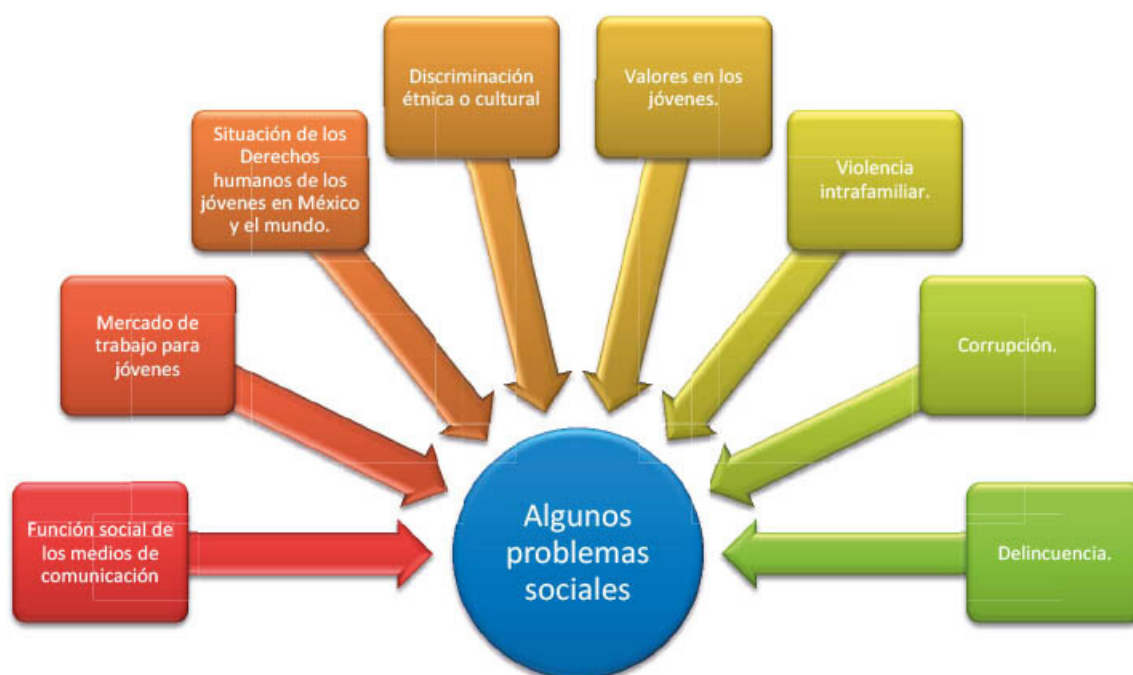 Discriminación
étnica o cultural
Valores en los
jóvenes.
Situación de los
Derechos
humanos de los
jóvenes en México
y el mundo.
Violencia
intrafamiliar.
Mercado de
trabajo para
jóvenes
Corrupción.
Función social de
los medios de
comunicación
Algunos
problemas
sociales
Delincuencia.